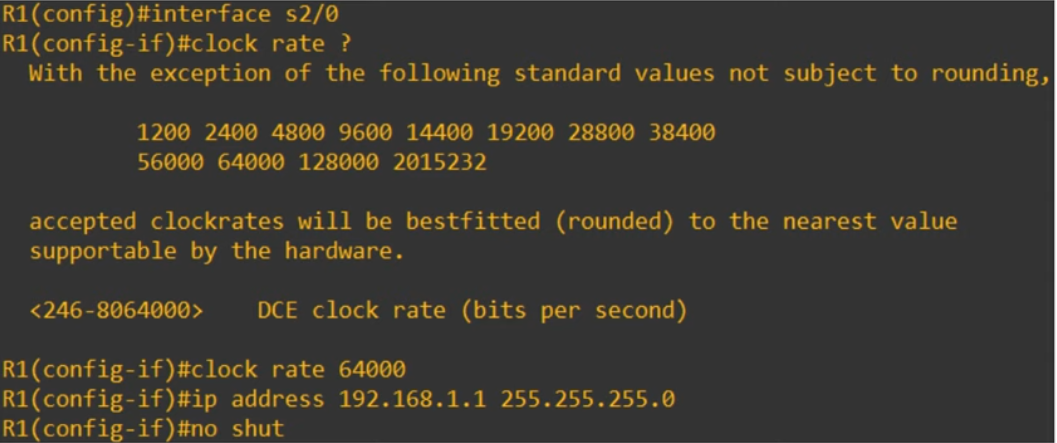 R1(config)#interface s2/0
R1(config-if)#clock rate ?
With the exception of the following standard values not subject to rounding,
1200 2400 4800 9600 14400 19200 28800 38400
56000 64000 128000 2015232
accepted clockrates will be bestfitted (rounded) to the nearest value
supportable by the hardware.
<246-8064000> DCE clock rate (bits per second)
R1(config-if)#clock rate 64000
R1(config-if)#ip address 192.168.1.1 255.255.255.0
R1(config-if)#no shut